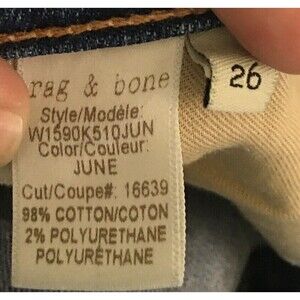 rag & bone
Style/Modèle:
W1590K510JUN
Color/Couleur:
JUNE
Cut/Coupe#: 16639
98% COTTON/COTON
2% POLYURETHANE
POLYURÉTHANE
26